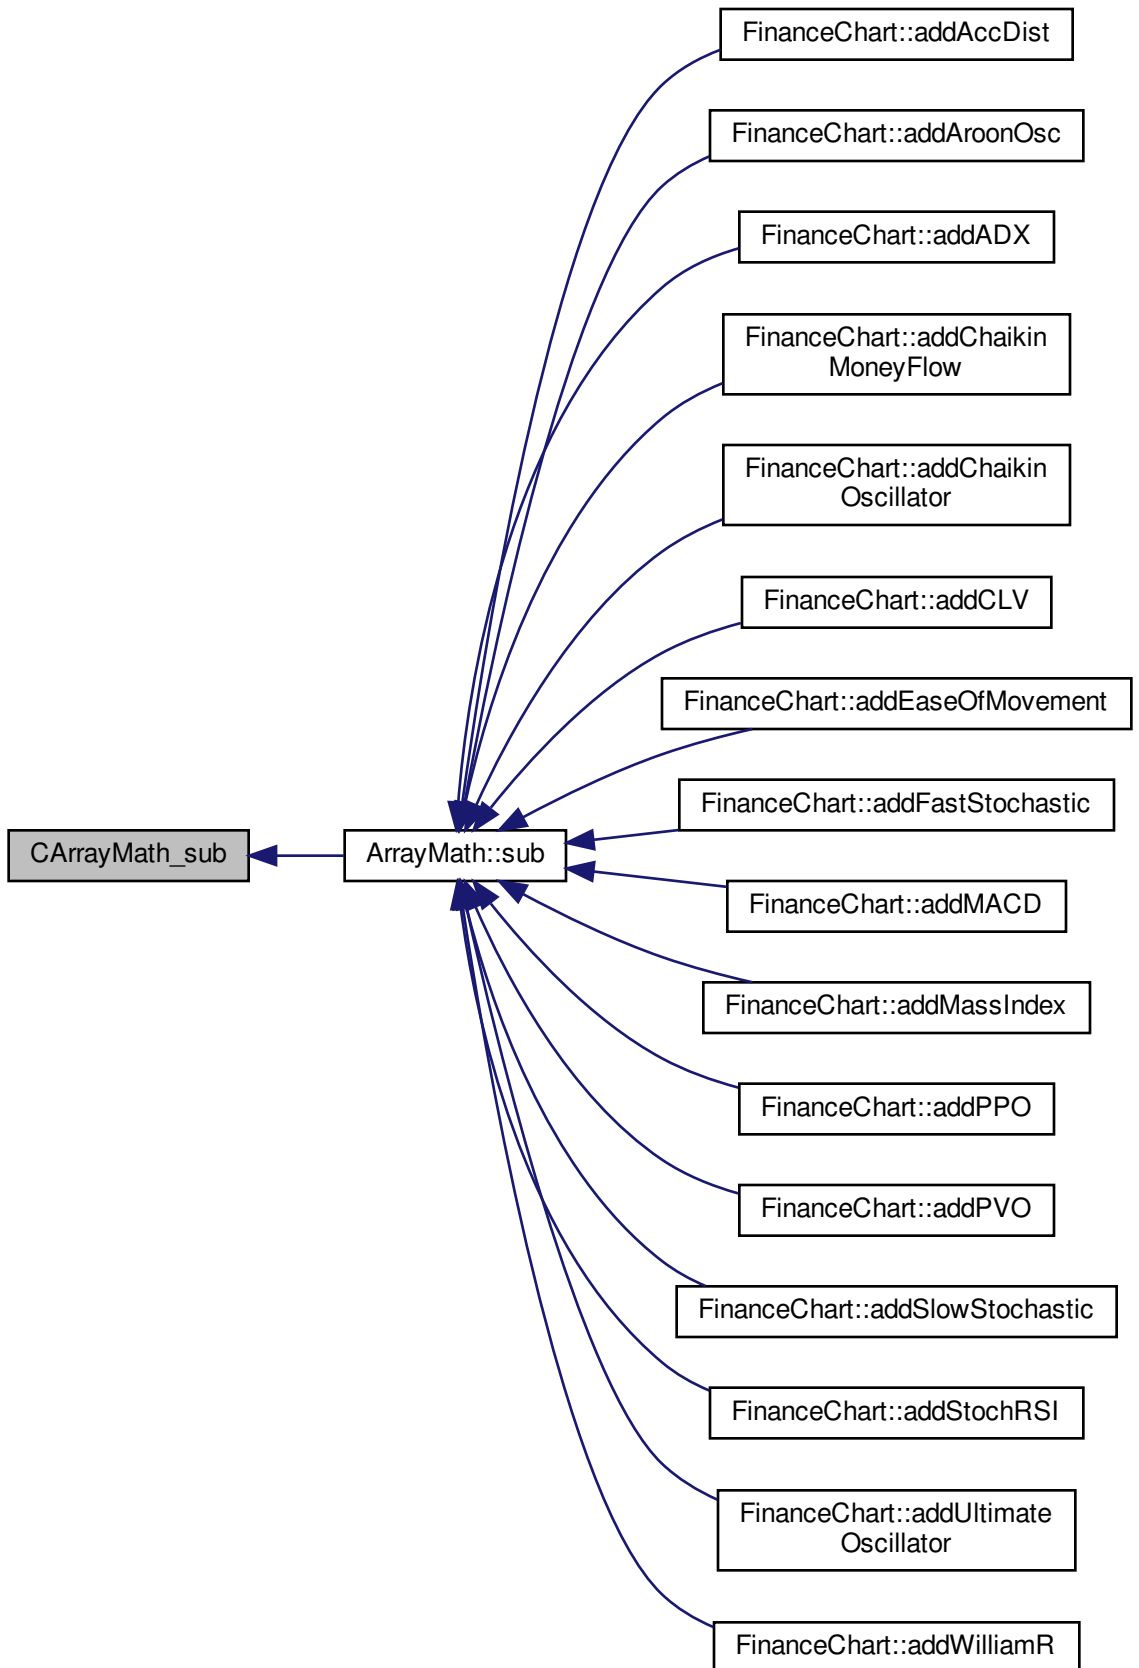 FinanceChart::addAccDist
FinanceChart::addAroonOsc
FinanceChart::addADX
FinanceChart::addChaikin
MoneyFlow
FinanceChart::addChaikin
Oscillator
FinanceChart::addCLV
FinanceChart::addEaseOfMovement
FinanceChart::addFastStochastic
CArrayMath_sub
ArrayMath::sub
FinanceChart::addMACD
FinanceChart::addMassIndex
FinanceChart::addPPO
FinanceChart::addPVO
FinanceChart::addSlowStochastic
FinanceChart::addStochRSI
FinanceChart::addUltimate
Oscillator
FinanceChart::addWilliamR